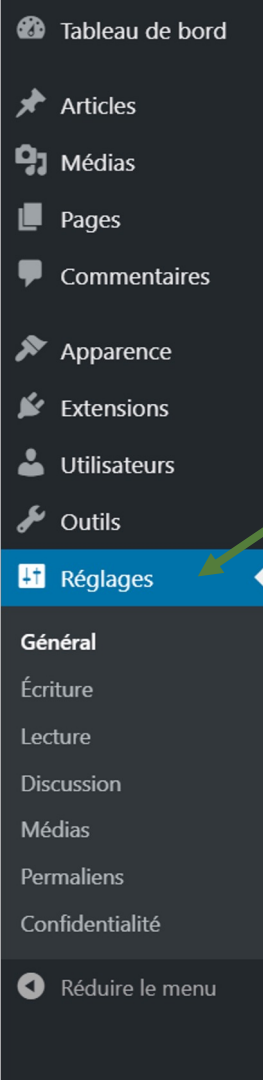 Tableau de bord
Articles
Médias
Pages
Commentaires
Apparence
Extensions
Utilisateurs
Outils
Réglages
Général
Écriture
Lecture
Discussion
Médias
Permaliens
Confidentialité
Réduire le menu